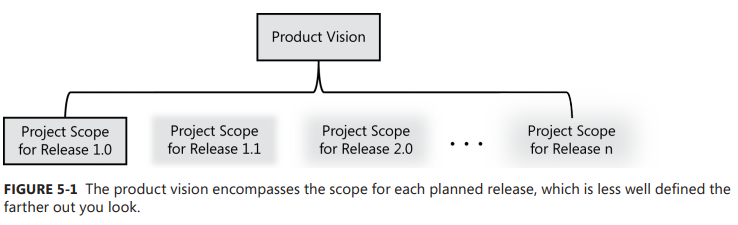 Product Vision
Project Scope
for Release 1.0
Project Scope
for Release 1.1
Project Scope
for Release 2.0
. . .
Project Scope
for Release n
FIGURE 5-1 The product vision encompasses the scope for each planned release, which is less well defined the
farther out you look.